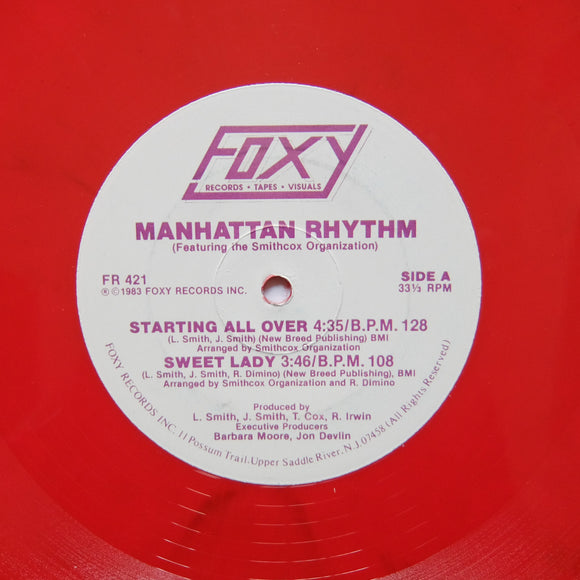 FOXY
RECORDS • TAPES • VISUALS
MANHATTAN RHYTHM
(Featuring the Smithcox Organization)
FR 421
SIDE A
℗ ©1983 FOXY RECORDS INC.
33⅓ RPM
STARTING ALL OVER 4:35/B.P.M. 128
(L. Smith, J. Smith) (New Breed Publishing) BMI
Arranged by Smithcox Organization
SWEET LADY 3:46/B.P.M. 108
(L. Smith, J. Smith, R. Dimino) (New Breed Publishing), BMI
Arranged by Smithcox Organization and R. Dimino
Produced by
L. Smith, J. Smith, T. Cox, R. Irwin
Executive Producers
Barbara Moore, Jon Devlin
FOXY RECORDS INC. 11 Possum Trail, Upper Saddle River, N.J. 07458 (All Rights Reserved)